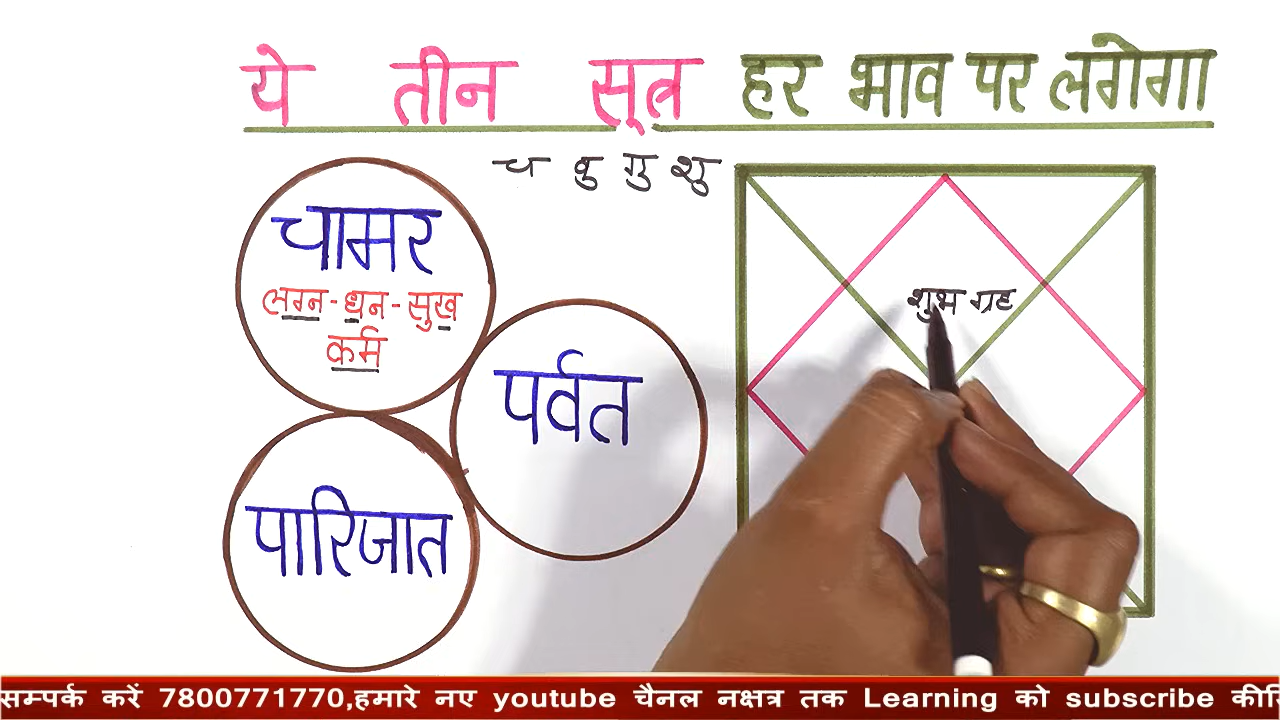 ये तीन सूत्र हर भाव पर लगेगा
च बु गु शु
चामर
लग्न-धन-सुख
कर्म
शुभ ग्रह
पर्वत
पारिजात
सम्पर्क करें 7800771770,हमारे नए youtube चैनल नक्षत्र तक Learning को subscribe